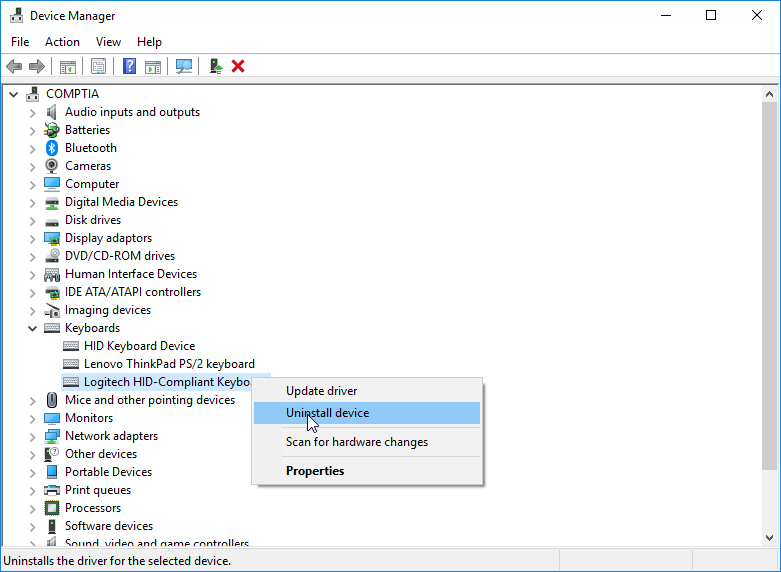 Device Manager
File Action View Help
COMPTIA
Audio inputs and outputs
Batteries
Bluetooth
Cameras
Computer
Digital Media Devices
Disk drives
Display adaptors
DVD/CD-ROM drives
Human Interface Devices
IDE ATA/ATAPI controllers
Imaging devices
Keyboards
HID Keyboard Device
Lenovo ThinkPad PS/2 keyboard
Logitech HID-Compliant Keybo
Update driver
Mice and other pointing devices
Uninstall device
Monitors
Network adapters
Scan for hardware changes
Other devices
Portable Devices
Properties
Print queues
Processors
Software devices
Sound, video and game controllers
Uninstalls the driver for the selected device.